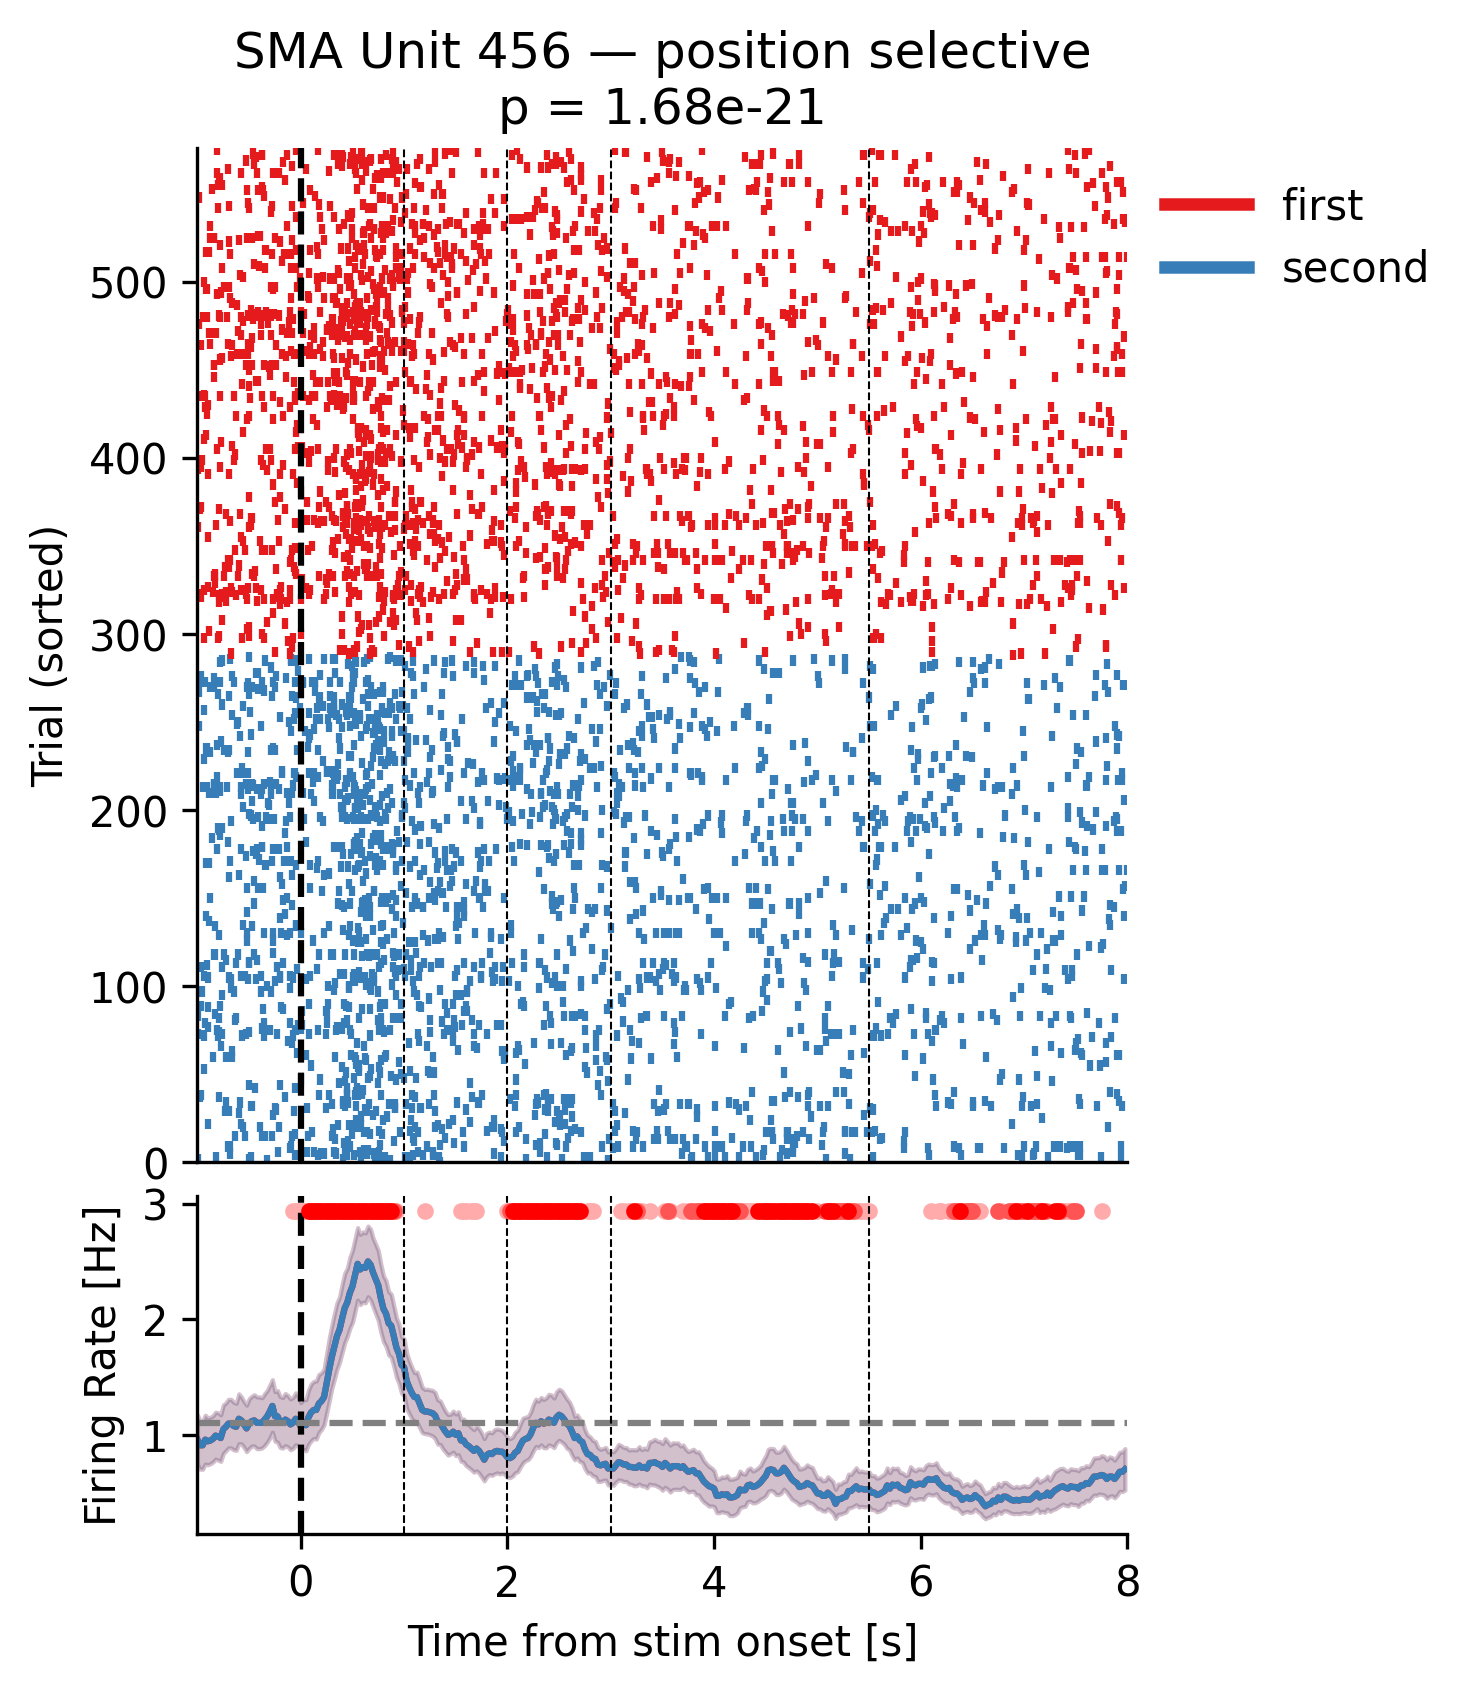 SMA Unit 456 — position selective
p = 1.68e-21
first
second
Trial (sorted)
500
400
300
200
100
0
Firing Rate [Hz]
3
2
1
0 2 4 6 8
Time from stim onset [s]